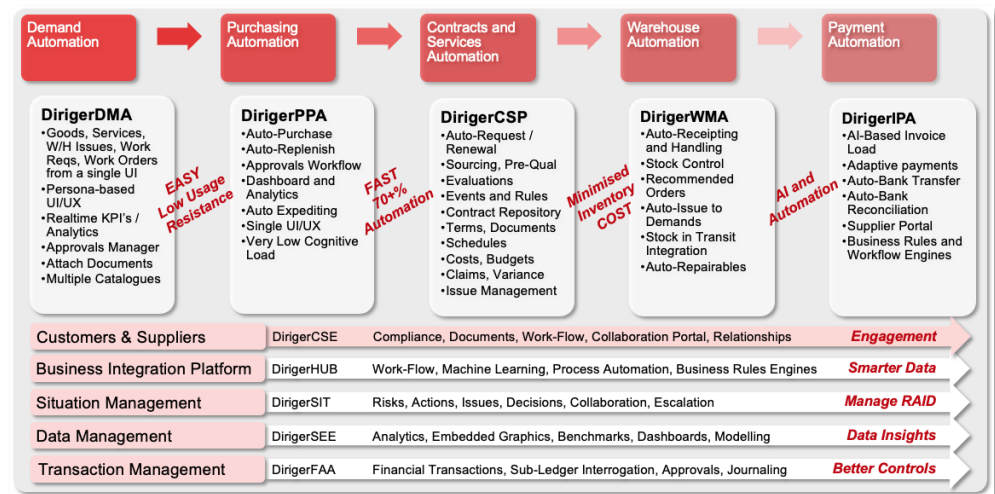 Demand
Automation
Purchasing
Automation
Contracts and
Services
Automation
Warehouse
Automation
Payment
Automation
DirigerDMA
•Goods, Services,
W/H Issues, Work
Reqs, Work Orders
from a single UI
•Persona-based
UI/UX
•Realtime KPI's /
Analytics
•Approvals Manager
•Attach Documents
•Multiple Catalogues
EASY
Low Usage
Resistance
DirigerPPA
•Auto-Purchase
•Auto-Replenish
•Approvals Workflow
•Dashboard and
Analytics
•Auto Expediting
•Single UI/UX
•Very Low Cognitive
Load
FAST
70+%
Automation
DirigerCSP
•Auto-Request /
Renewal
•Sourcing, Pre-Qual
•Evaluations
•Events and Rules
•Contract Repository
•Terms, Documents
•Schedules
•Costs, Budgets
•Claims, Variance
•Issue Management
Minimised
Inventory
COST
DirigerWMA
•Auto-Receipting
and Handling
•Stock Control
•Recommended
Orders
•Auto-Issue to
Demands
•Stock in Transit
Integration
•Auto-Repairables
AI and
Automation
DirigerIPA
•AI-Based Invoice
Load
•Adaptive payments
•Auto-Bank Transfer
•Auto-Bank
Reconciliation
•Supplier Portal
•Business Rules and
Workflow Engines
Customers & Suppliers DirigerCSE Compliance, Documents, Work-Flow, Collaboration Portal, Relationships Engagement
Business Integration Platform DirigerHUB Work-Flow, Machine Learning, Process Automation, Business Rules Engines Smarter Data
Situation Management DirigerSIT Risks, Actions, Issues, Decisions, Collaboration, Escalation Manage RAID
Data Management DirigerSEE Analytics, Embedded Graphics, Benchmarks, Dashboards, Modelling Data Insights
Transaction Management DirigerFAA Financial Transactions, Sub-Ledger Interrogation, Approvals, Journaling Better Controls